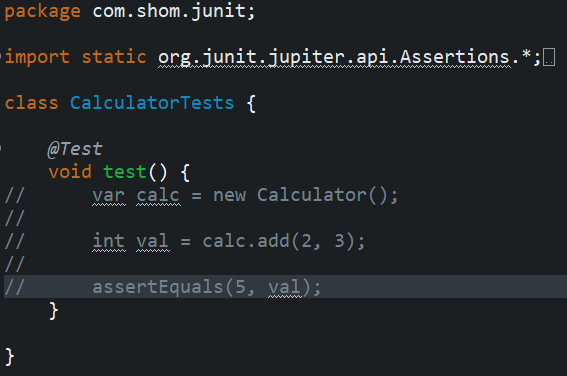 package com.shom.junit;
import static org.junit.jupiter.api.Assertions.*;
class CalculatorTests {
@Test
void test() {
// var calc = new Calculator();
//
// int val = calc.add(2, 3);
//
// assertEquals(5, val);
}
}